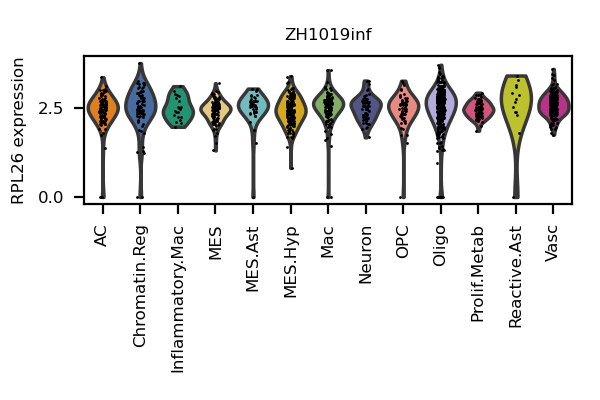 ZH1019inf
RPL26 expression
2.5
0.0
AC
Chromatin.Reg
Inflammatory.Mac
MES
MES.Ast
MES.Hyp
Mac
Neuron
OPC
Oligo
Prolif.Metab
Reactive.Ast
Vasc